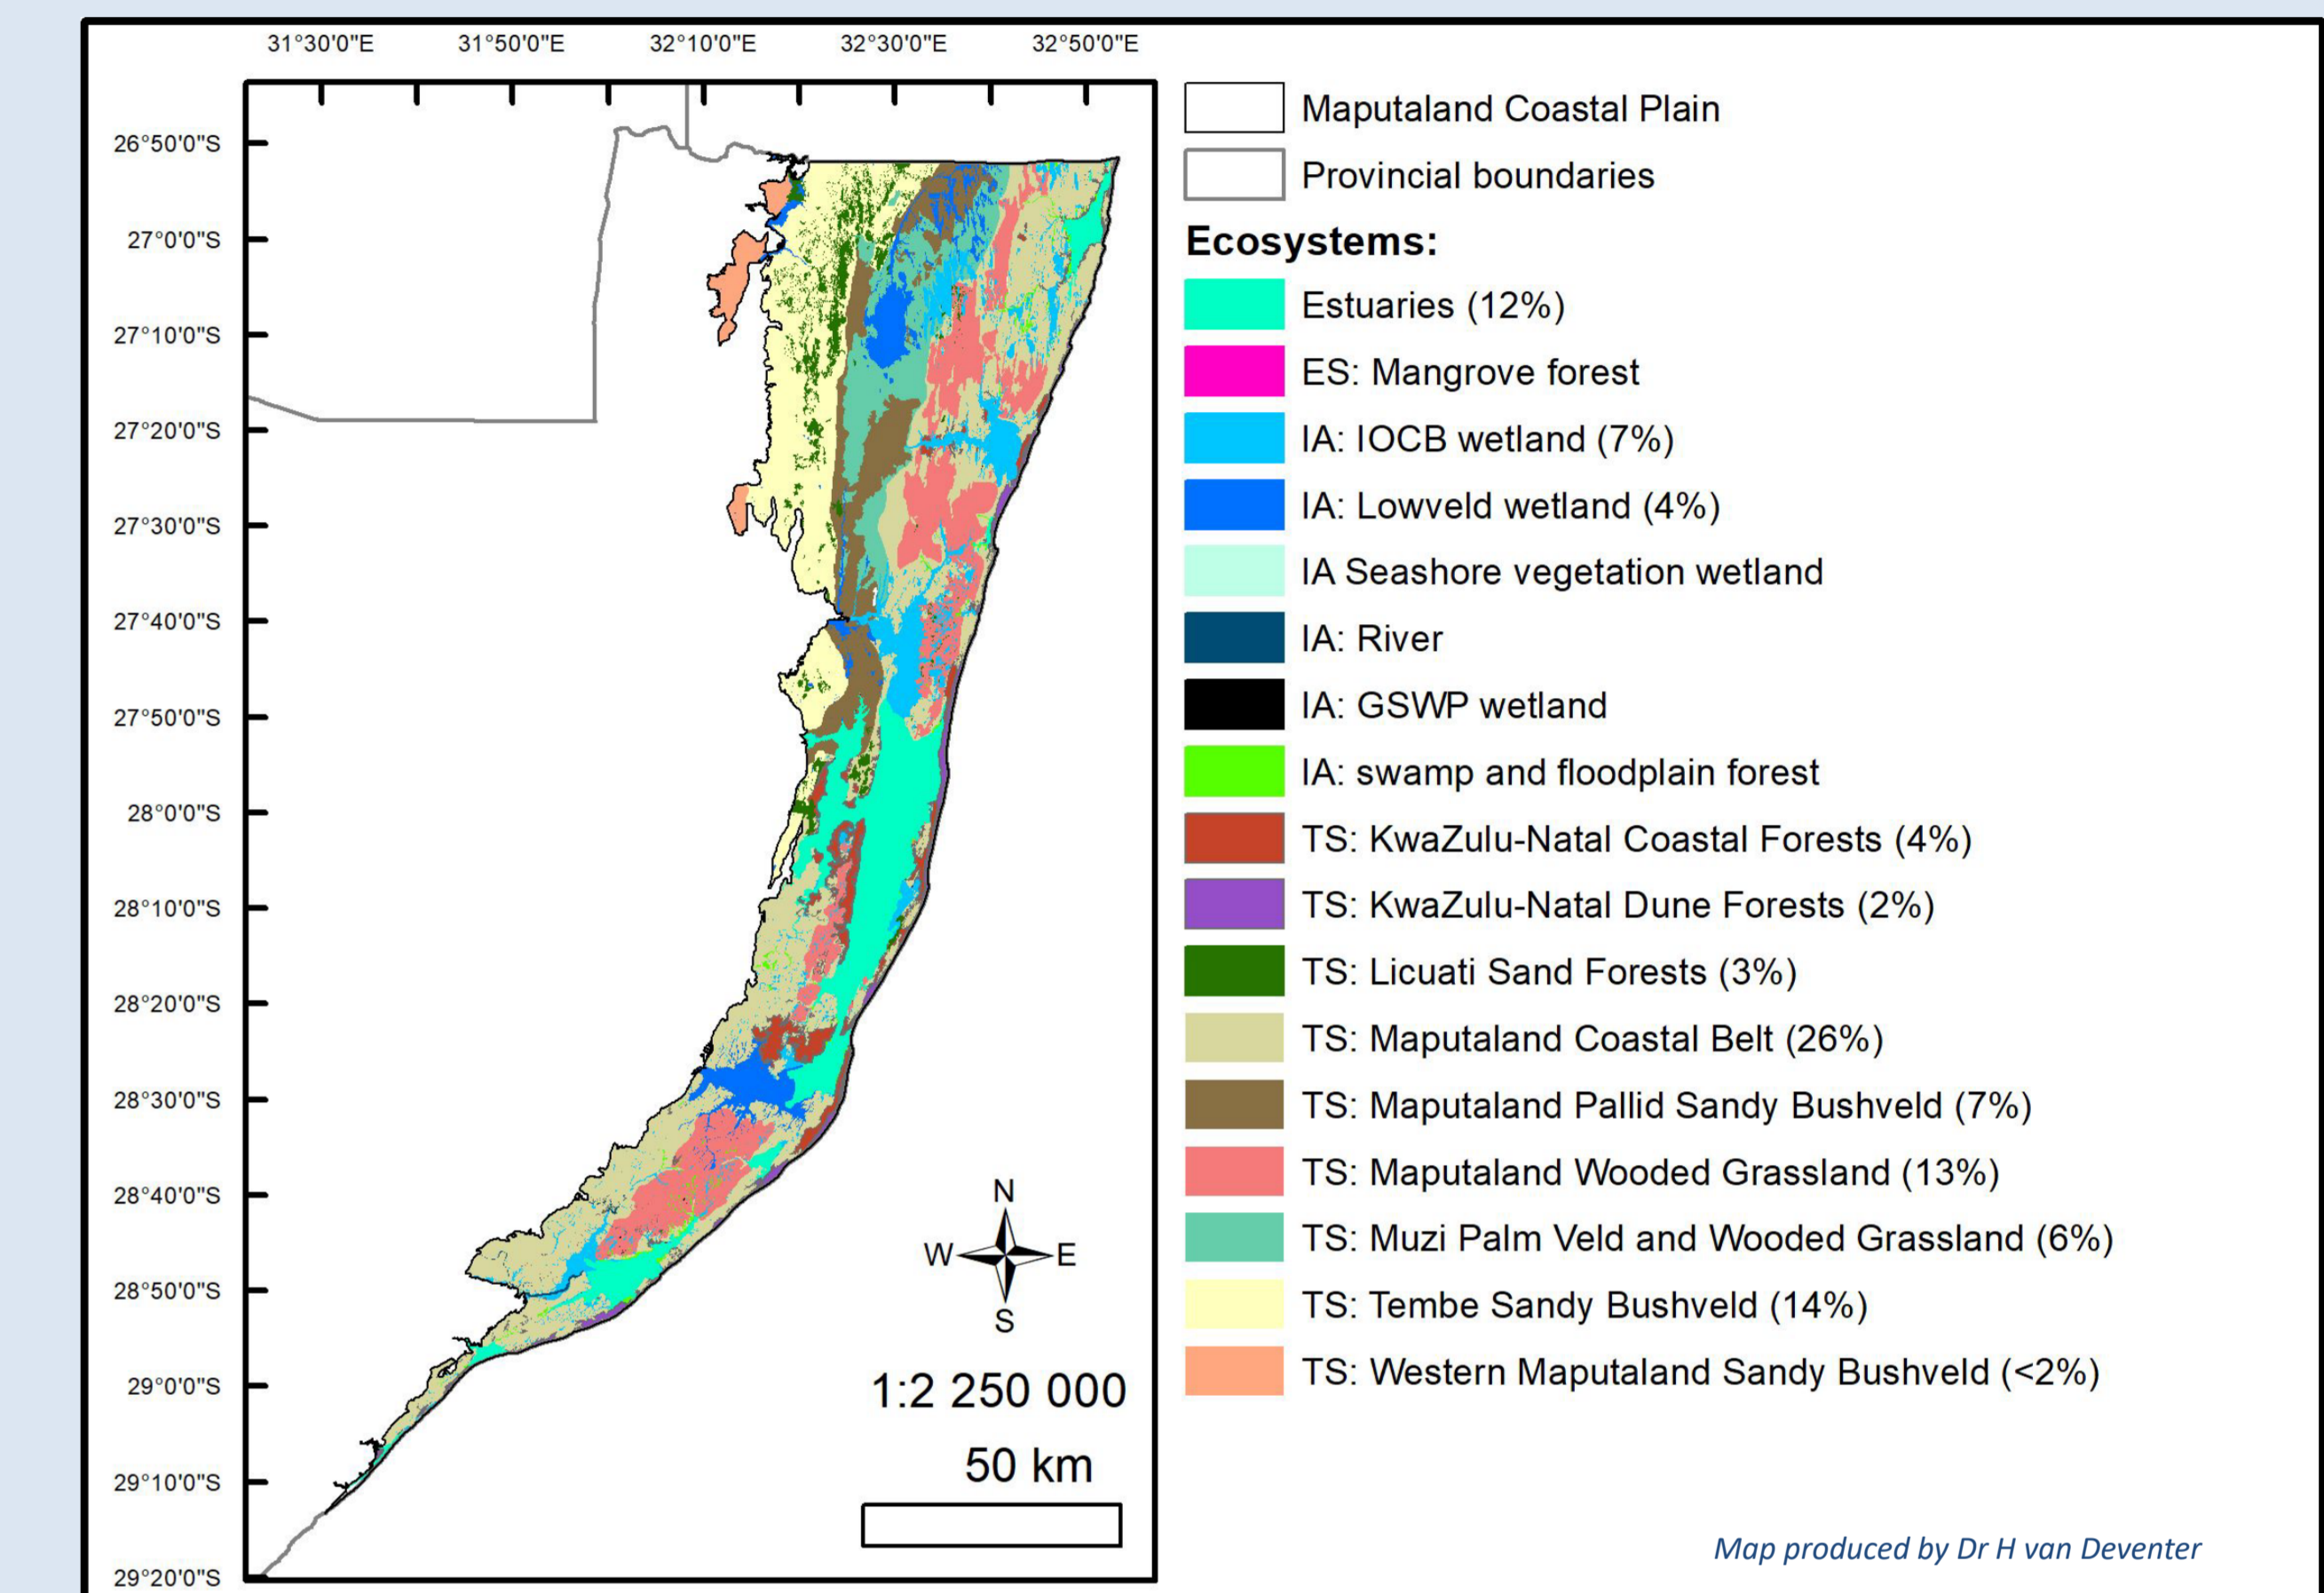 31°30'0"E 31°50'0"E 32°10'0"E 32°30'0"E 32°50'0"E
26°50'0"S
27°0'0"S
27°10'0"S
27°20'0"S
27°30'0"S
27°40'0"S
27°50'0"S
28°0'0"S
28°10'0"S
28°20'0"S
28°30'0"S
28°40'0"S
28°50'0"S
29°0'0"S
29°10'0"S
29°20'0"S
N
W E
S
1:2 250 000
50 km
Maputaland Coastal Plain
Provincial boundaries
Ecosystems:
Estuaries (12%)
ES: Mangrove forest
IA: IOCB wetland (7%)
IA: Lowveld wetland (4%)
IA Seashore vegetation wetland
IA: River
IA: GSWP wetland
IA: swamp and floodplain forest
TS: KwaZulu-Natal Coastal Forests (4%)
TS: KwaZulu-Natal Dune Forests (2%)
TS: Licuati Sand Forests (3%)
TS: Maputaland Coastal Belt (26%)
TS: Maputaland Pallid Sandy Bushveld (7%)
TS: Maputaland Wooded Grassland (13%)
TS: Muzi Palm Veld and Wooded Grassland (6%)
TS: Tembe Sandy Bushveld (14%)
TS: Western Maputaland Sandy Bushveld (<2%)
Map produced by Dr H van Deventer